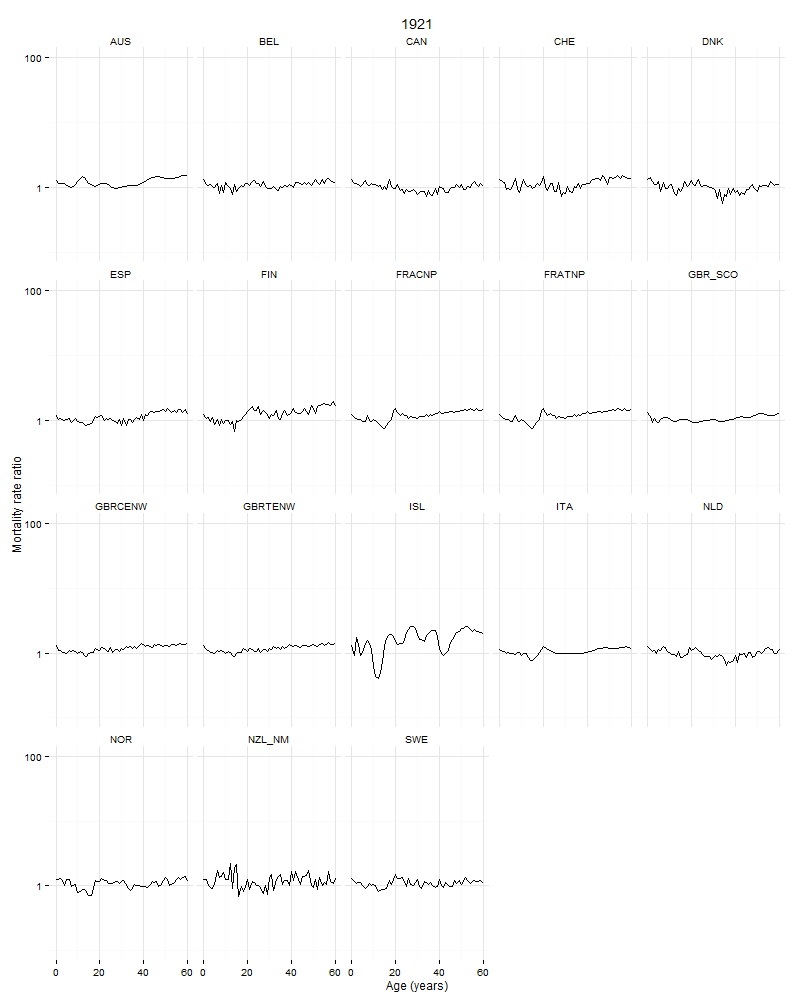 1921
AUS BEL CAN CHE DNK
100
1
ESP FIN FRACNP FRATNP GBR_SCO
100
1
Mortality rate ratio
GBRCENW GBRTENW ISL ITA NLD
100
1
NOR NZL_NM SWE
100
1
0 20 40 60 0 20 40 60 0 20 40 60
Age (years)